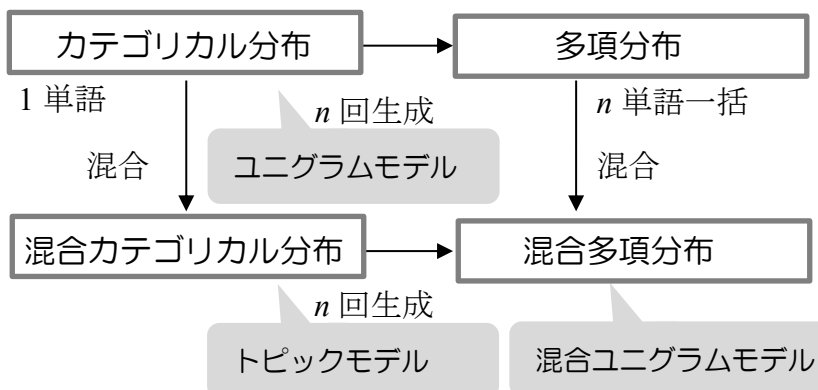 カテゴリカル分布
多項分布
1 単語
n 回生成
n 単語一括
混合
ユニグラムモデル
混合
混合カテゴリカル分布
混合多項分布
n 回生成
トピックモデル
混合ユニグラムモデル